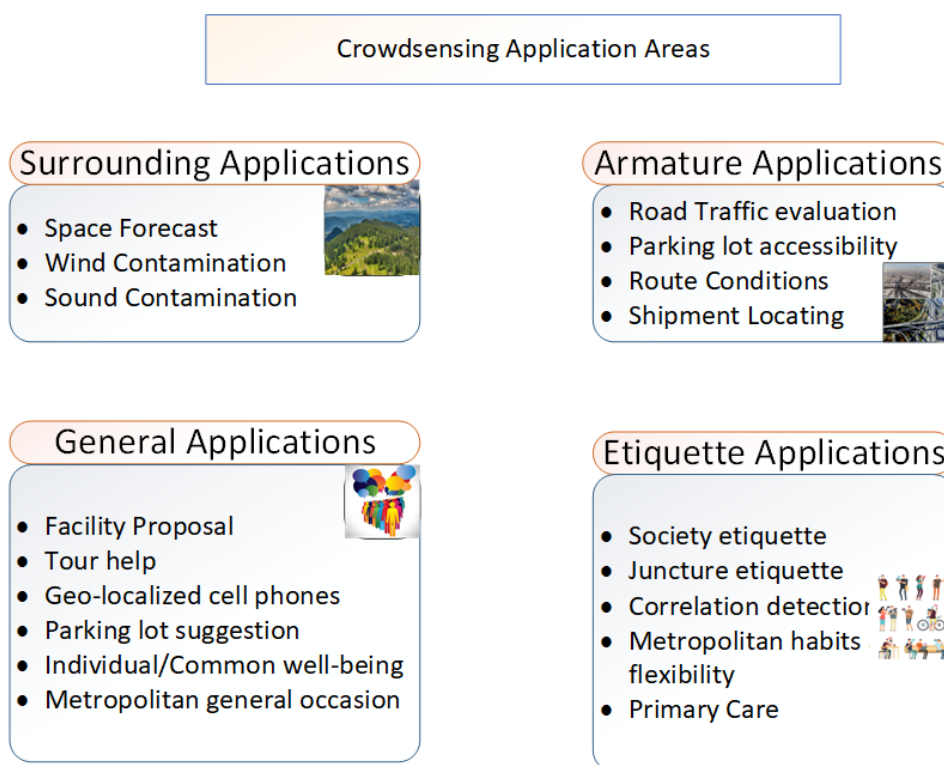 Crowdsensing Application Areas
Surrounding Applications
• Space Forecast
• Wind Contamination
• Sound Contamination
Armature Applications
• Road Traffic evaluation
• Parking lot accessibility
• Route Conditions
• Shipment Locating
General Applications
• Facility Proposal
• Tour help
• Geo-localized cell phones
• Parking lot suggestion
• Individual/Common well-being
• Metropolitan general occasion
Etiquette Applications
• Society etiquette
• Juncture etiquette
• Correlation detection
• Metropolitan habits
flexibility
• Primary Care